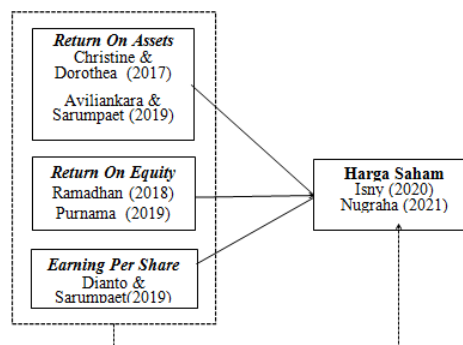 Return On Assets
Christine &
Dorothea (2017)
Aviliankara &
Sarumpaet (2019)
Return On Equity
Ramadhan (2018)
Purnama (2019)
Earning Per Share
Dianto &
Sarumpaet(2019)
Harga Saham
Isny (2020)
Nugraha (2021)